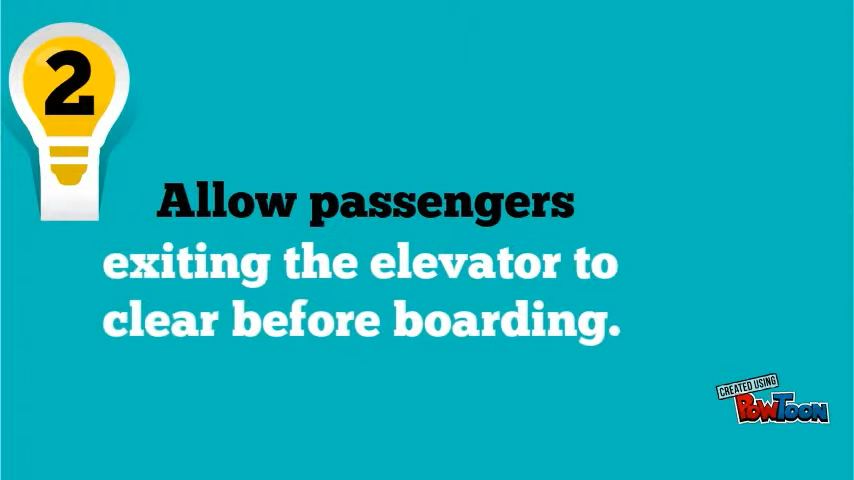 2
Allow passengers
exiting the elevator to
clear before boarding.
CREATED USING
POWTOON